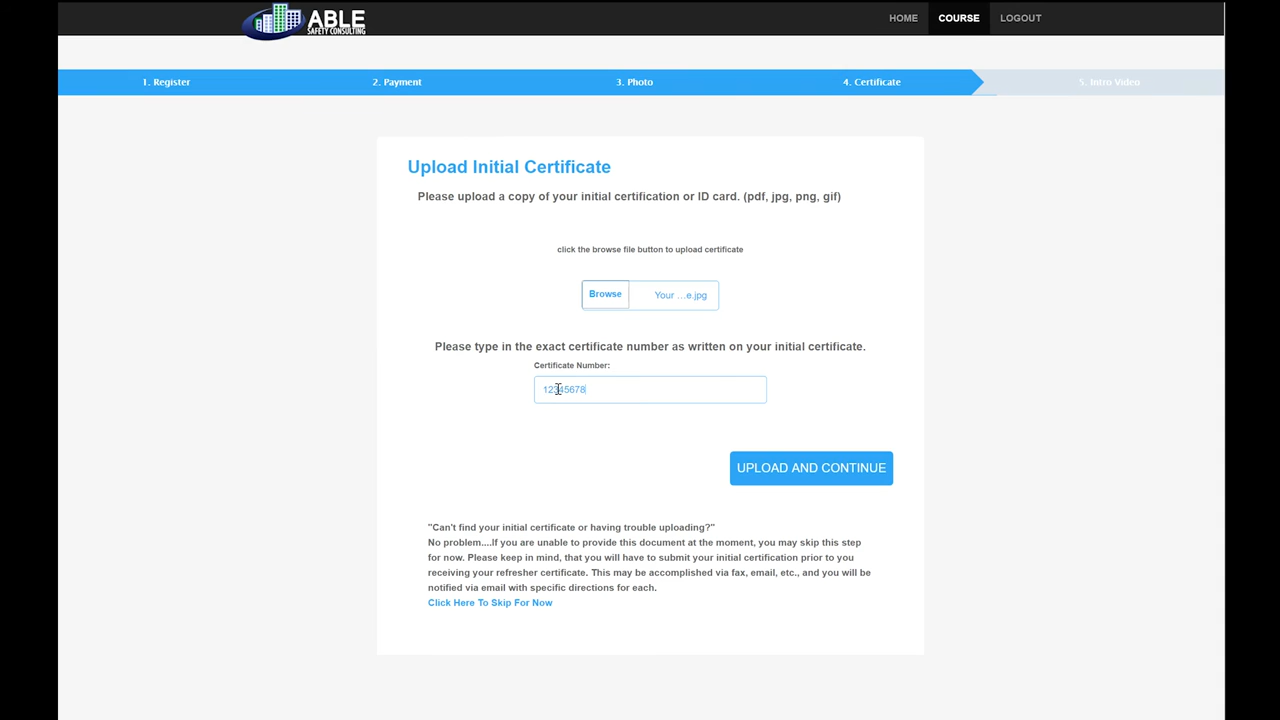 ABLE
SAFETY CONSULTING
HOME
COURSE
LOGOUT
1. Register
2. Payment
3. Photo
4. Certificate
5. Intro Video
Upload Initial Certificate
Please upload a copy of your initial certification or ID card. (pdf, jpg, png, gif)
click the browse file button to upload certificate
Browse
Your ...e.jpg
Please type in the exact certificate number as written on your initial certificate.
Certificate Number:
12345678
UPLOAD AND CONTINUE
"Can't find your initial certificate or having trouble uploading?"
No problem....If you are unable to provide this document at the moment, you may skip this step
for now. Please keep in mind, that you will have to submit your initial certification prior to you
receiving your refresher certificate. This may be accomplished via fax, email, etc., and you will be
notified via email with specific directions for each.
Click Here To Skip For Now